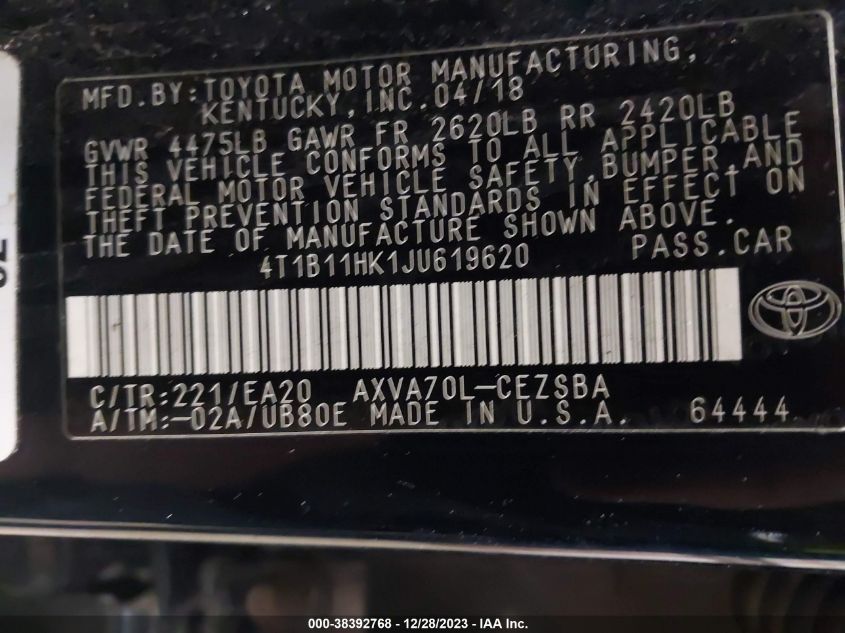 MFD.BY:TOYOTA MOTOR MANUFACTURING,
KENTUCKY,INC.04/18
GVWR 4475LB GAWR FR 2620LB RR 2420LB
THIS VEHICLE CONFORMS TO ALL APPLICABLE
FEDERAL MOTOR VEHICLE SAFETY,BUMPER,AND
THEFT PREVENTION STANDARDS IN EFFECT ON
THE DATE OF MANUFACTURE SHOWN ABOVE.
4T1B11HK1JU619620 PASS.CAR
C/TR:221/EA20 AXVA70L-CEZSBA
A/TM:-02A/UB80E MADE IN U.S.A. 64444
000-38392768 - 12/28/2023 - IAA Inc.